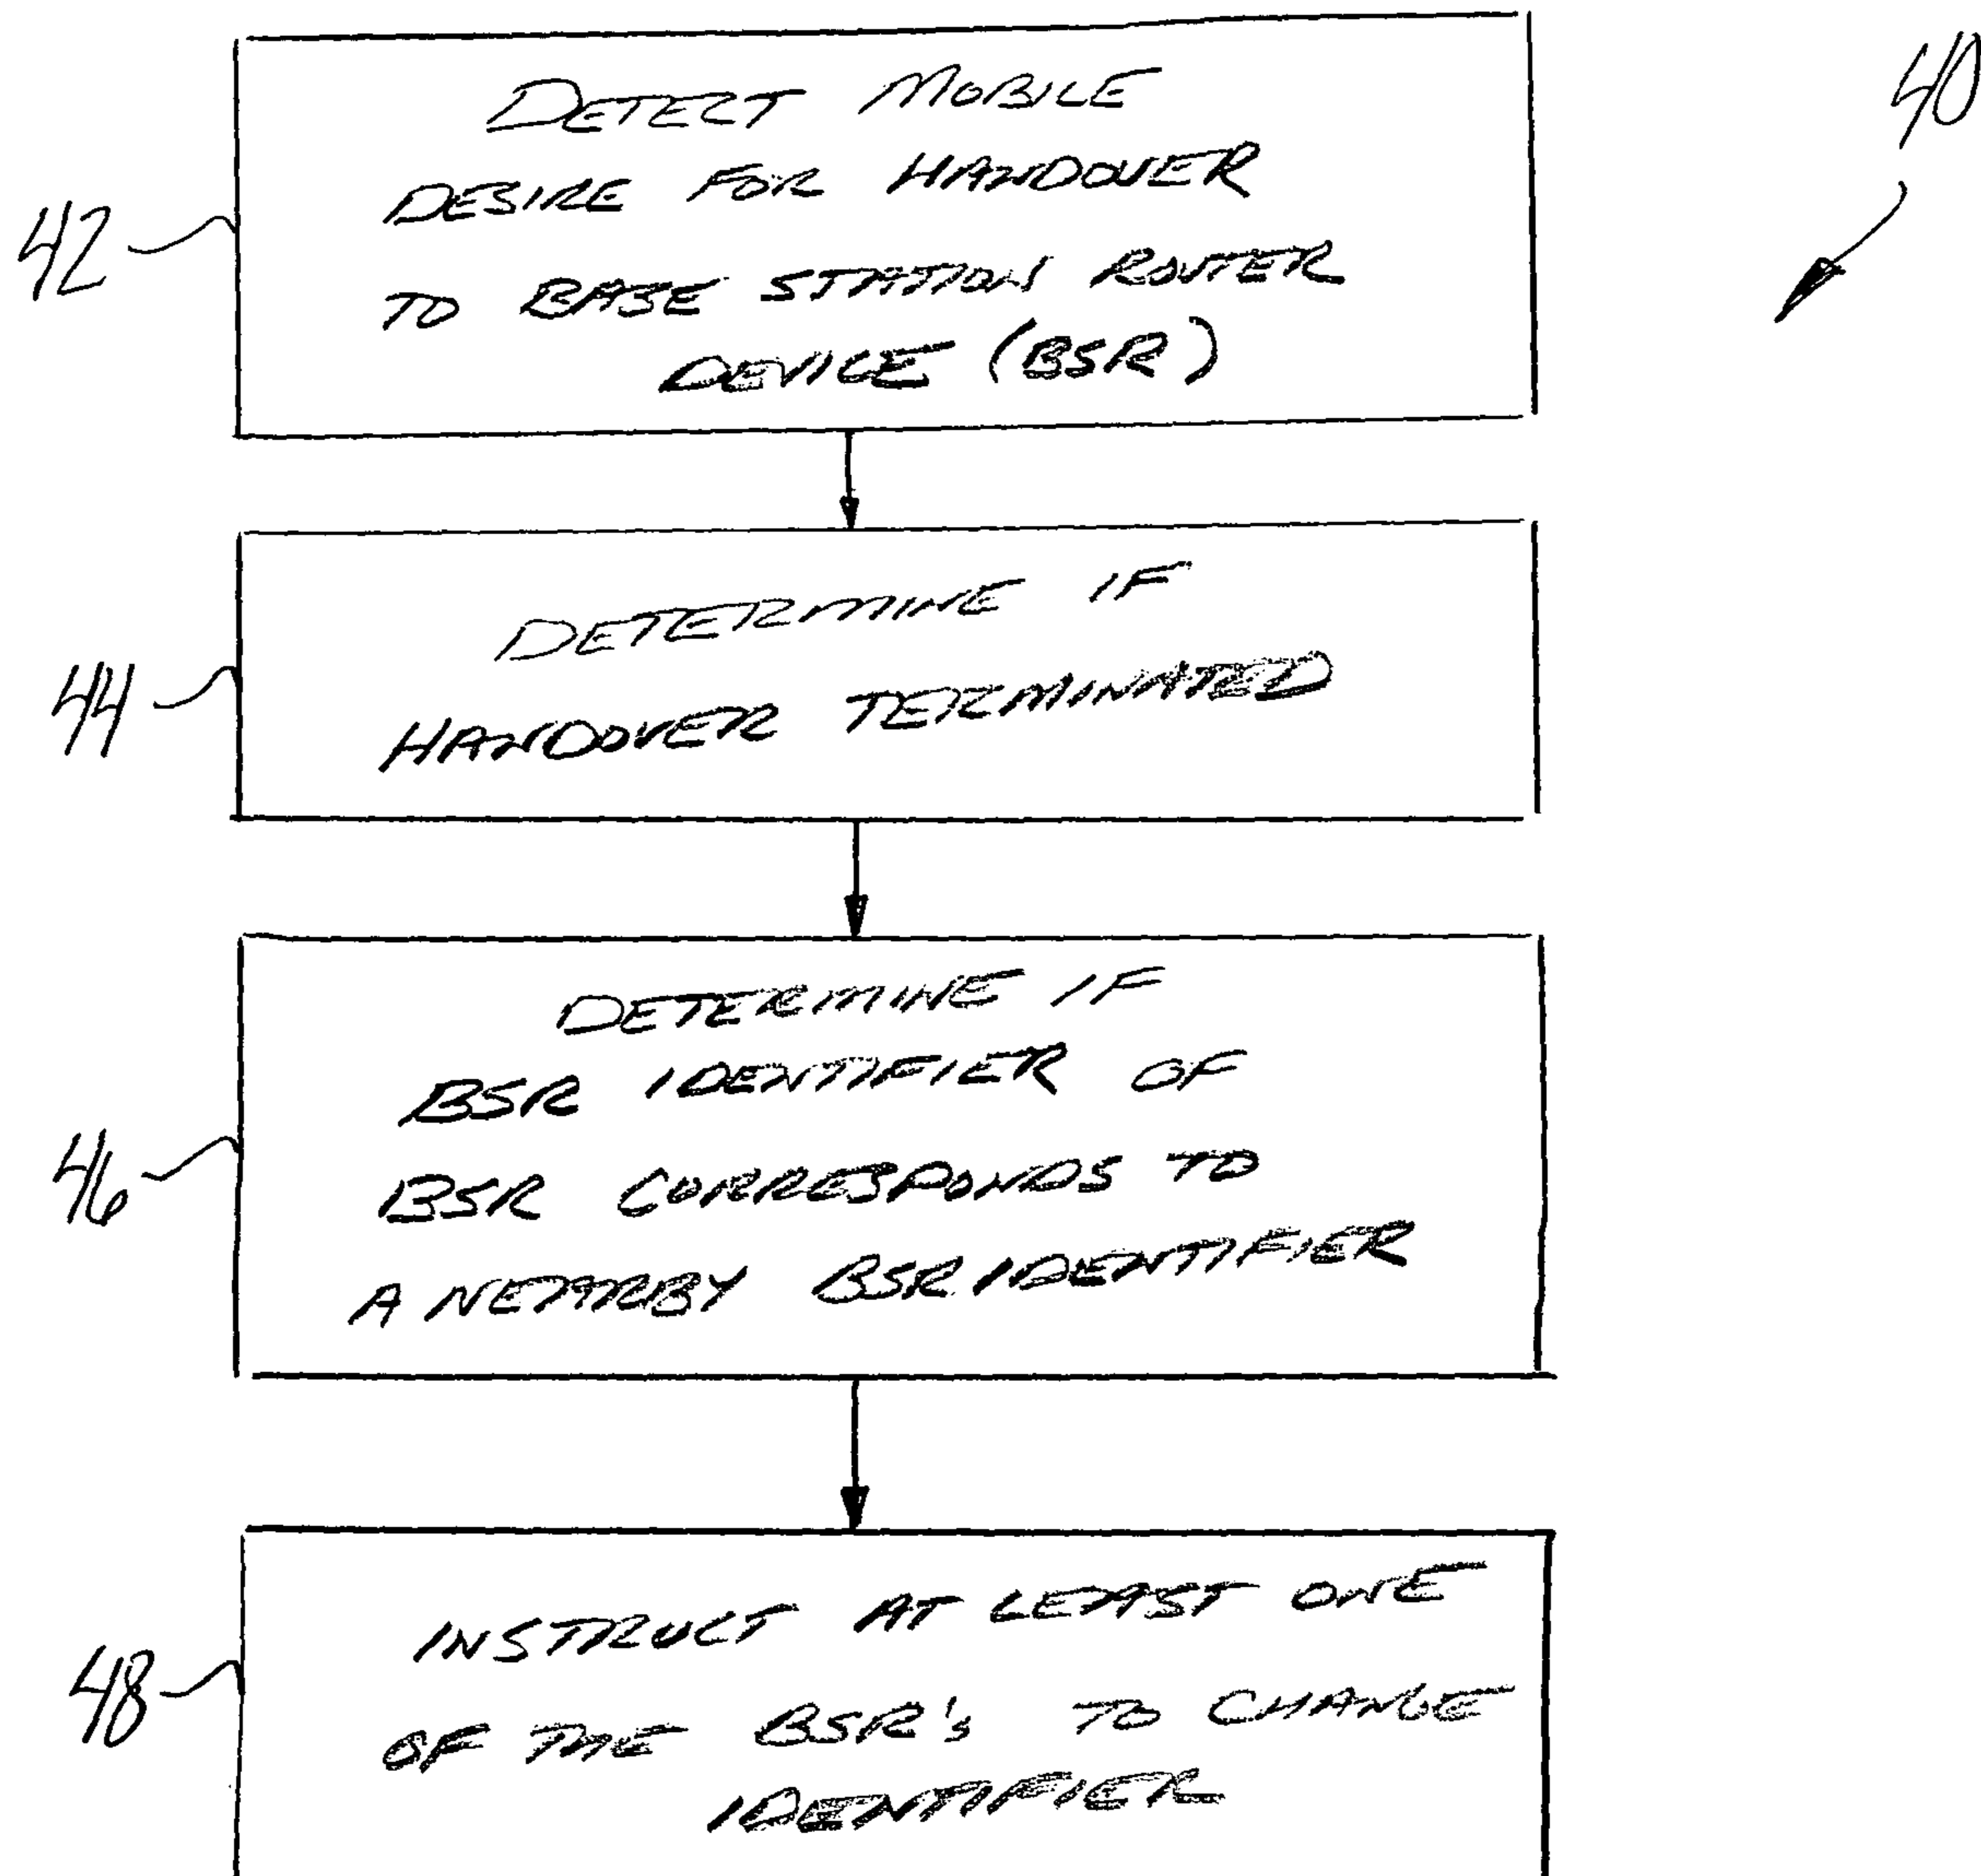 40
DETECT MOBILE
DESIRE FOR HANDOVER
TO BASE STATION ROUTER
DEVICE (BSR)
42
DETERMINE IF
HANDOVER TERMINATED
44
DETERMINE IF
BSR IDENTIFIER OF
BSR CORRESPONDS TO
A NEARBY BSR IDENTIFIER
46
INSTRUCT AT LEAST ONE
OF THE BSR's TO CHANGE
IDENTIFIER
48